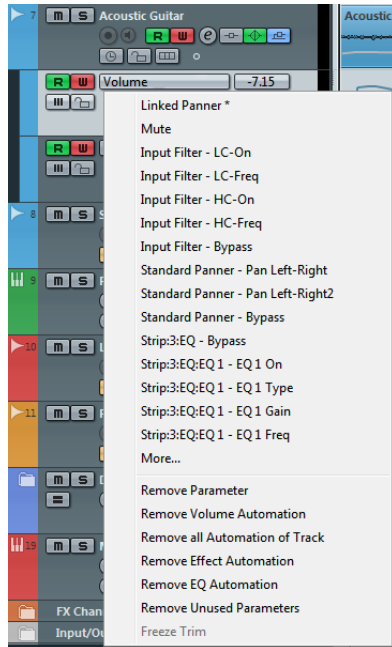 7 m S Acoustic Guitar
Acoustic
R W e
R W Volume -7.15
Linked Panner *
Mute
Input Filter - LC-On
Input Filter - LC-Freq
R W
Input Filter - HC-On
Input Filter - HC-Freq
8 m S
Input Filter - Bypass
Standard Panner - Pan Left-Right
9 m S
Standard Panner - Pan Left-Right2
Standard Panner - Bypass
10 m S L
Strip:3:EQ - Bypass
Strip:3:EQ:EQ 1 - EQ 1 On
Strip:3:EQ:EQ 1 - EQ 1 Type
11 m S
Strip:3:EQ:EQ 1 - EQ 1 Gain
Strip:3:EQ:EQ 1 - EQ 1 Freq
More...
m S
Remove Parameter
Remove Volume Automation
Remove all Automation of Track
19 m S
Remove Effect Automation
Remove EQ Automation
FX Chan
Remove Unused Parameters
Input/Ou
Freeze Trim